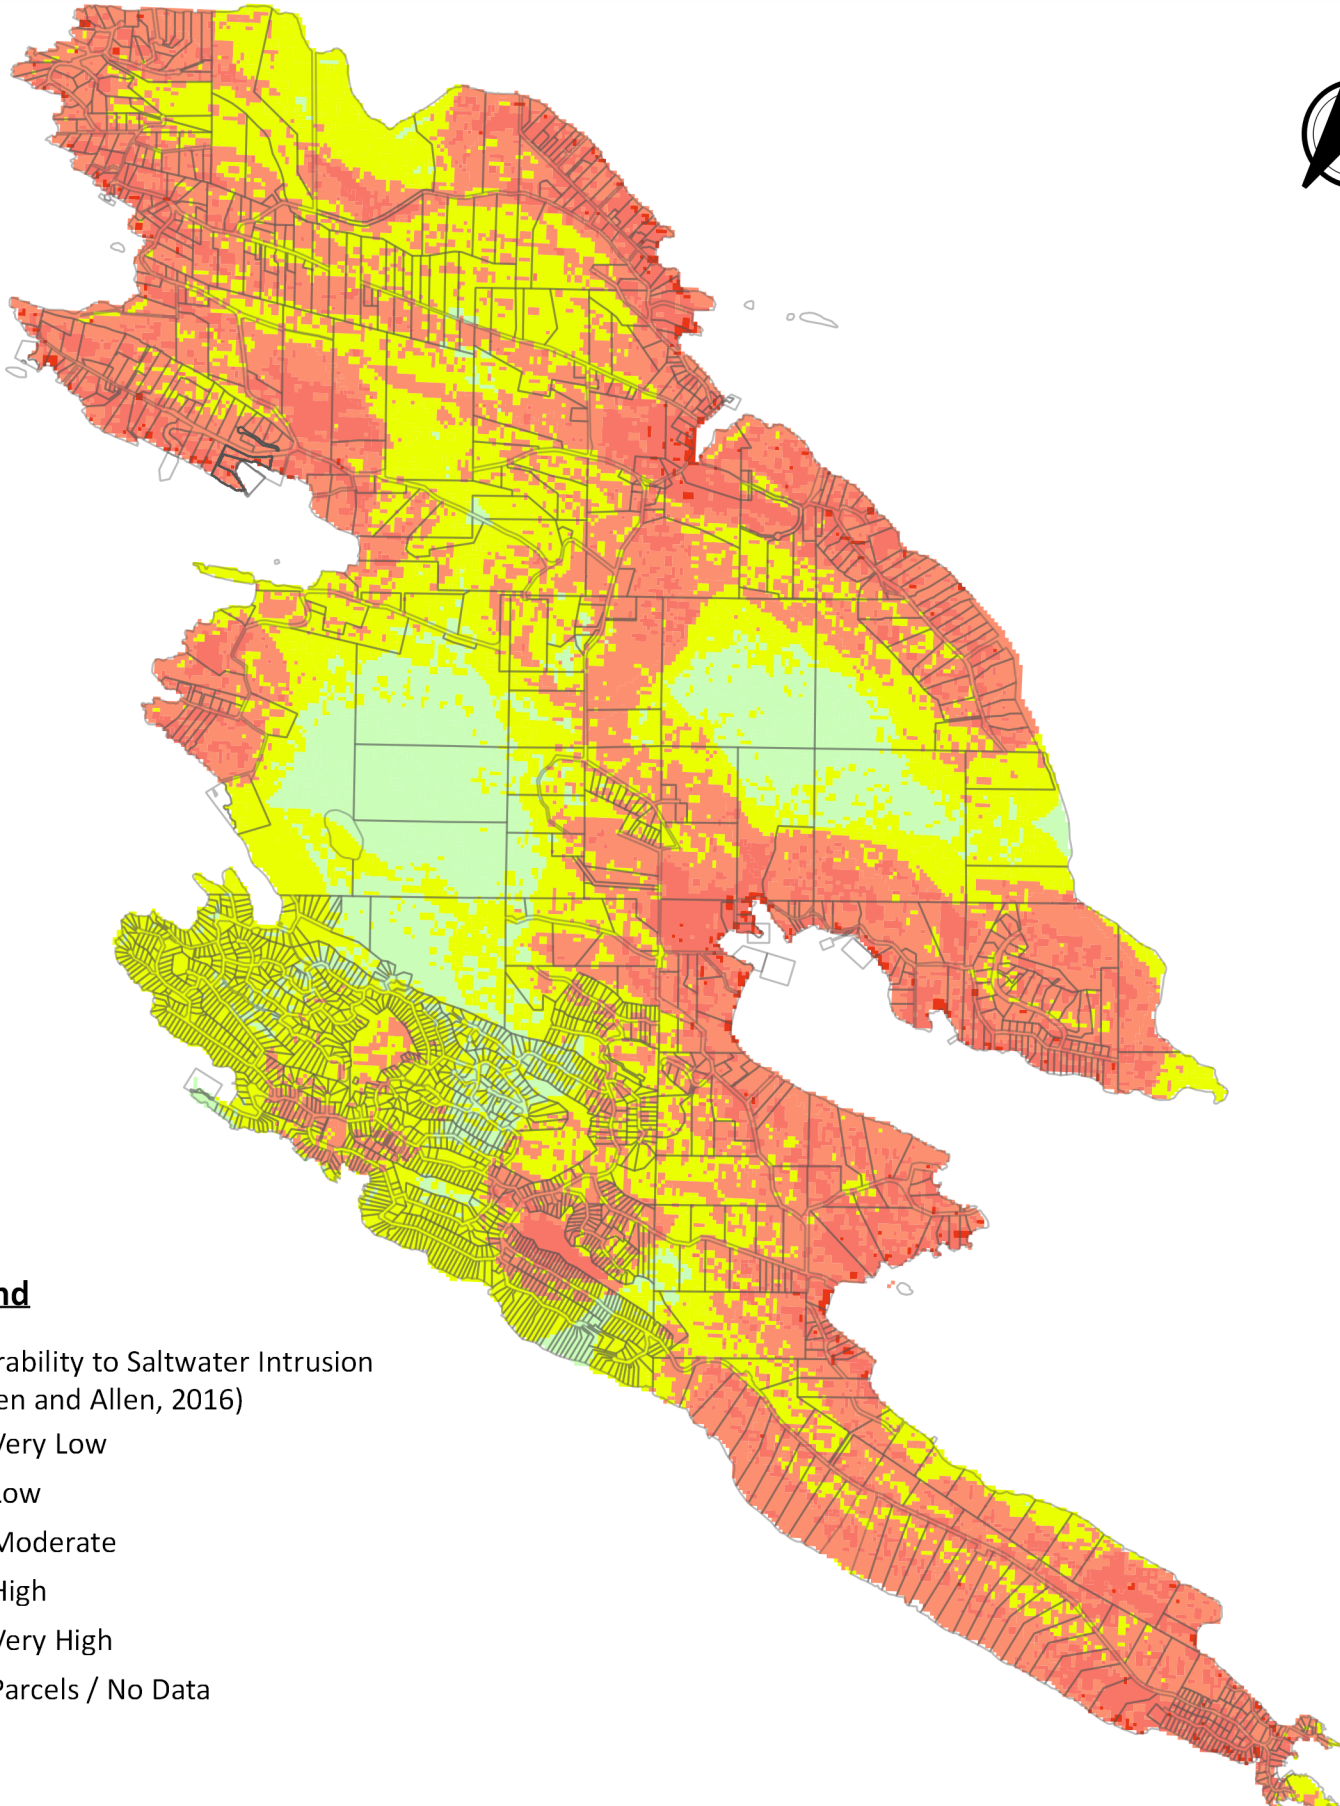 nd
rability to Saltwater Intrusion
en and Allen, 2016)
Very Low
Low
Moderate
High
Very High
Parcels / No Data